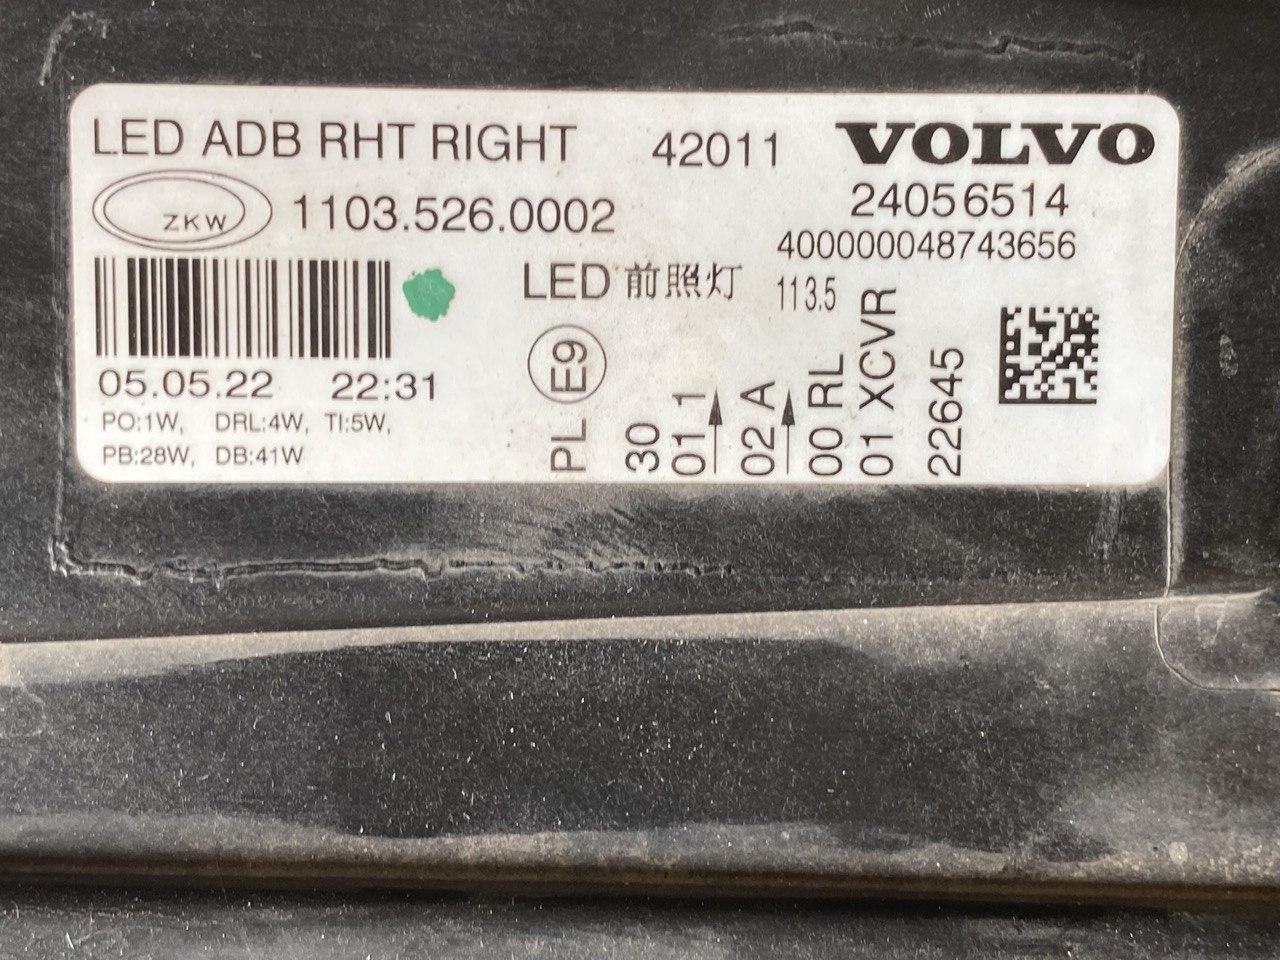 LED ADB RHT RIGHT 42011 VOLVO
ZKW 1103.526.0002 24056514
400000048743656
LED 前照灯 113.5
05.05.22 22:31
PO:1W, DRL:4W, TI:5W,
PB:28W, DB:41W
PL E9
30
01 1
02 A
00 RL
01 XCVR
22645